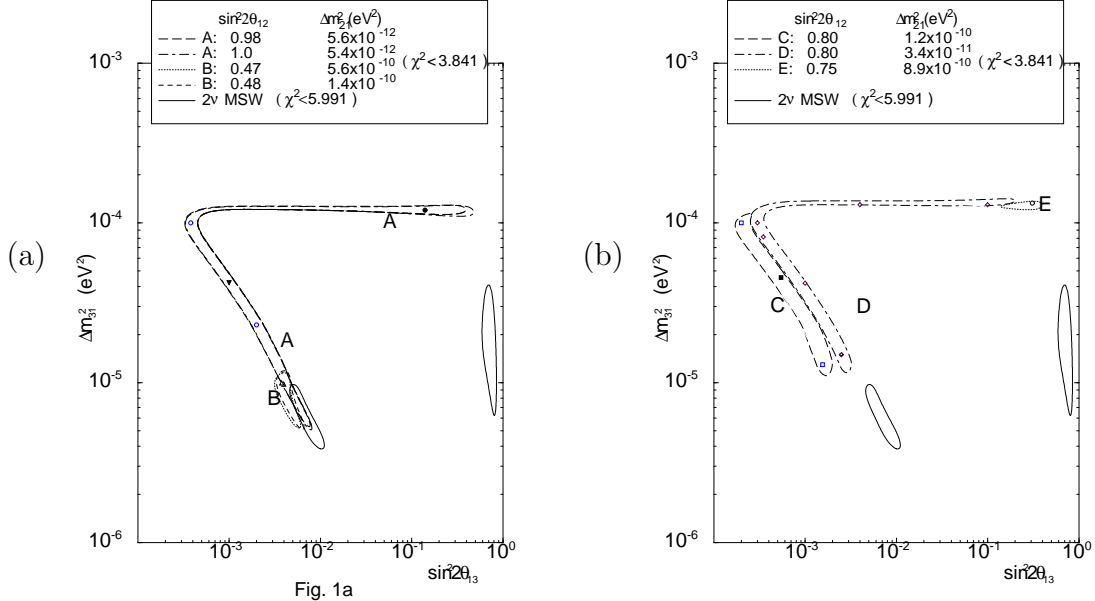 sin²2θ₁₂ Δm²₂₁(eV²)
A: 0.98 5.6x10⁻¹²
A: 1.0 5.4x10⁻¹²
B: 0.47 5.6x10⁻¹⁰ (χ²<3.841)
B: 0.48 1.4x10⁻¹⁰
2ν MSW (χ²<5.991)
10⁻³
10⁻⁴
10⁻⁵
10⁻⁶
Δm²₃₁ (eV²)
(a)
A
A
B
10⁻³ 10⁻² 10⁻¹ 10⁰
sin²2θ₁₃
Fig. 1a
sin²2θ₁₂ Δm²₂₁(eV²)
C: 0.80 1.2x10⁻¹⁰
D: 0.80 3.4x10⁻¹¹
E: 0.75 8.9x10⁻¹⁰ (χ²<3.841)
2ν MSW (χ²<5.991)
10⁻³
10⁻⁴
10⁻⁵
10⁻⁶
Δm²₃₁ (eV²)
(b)
E
C D
10⁻³ 10⁻² 10⁻¹ 10⁰
sin²2θ₁₃